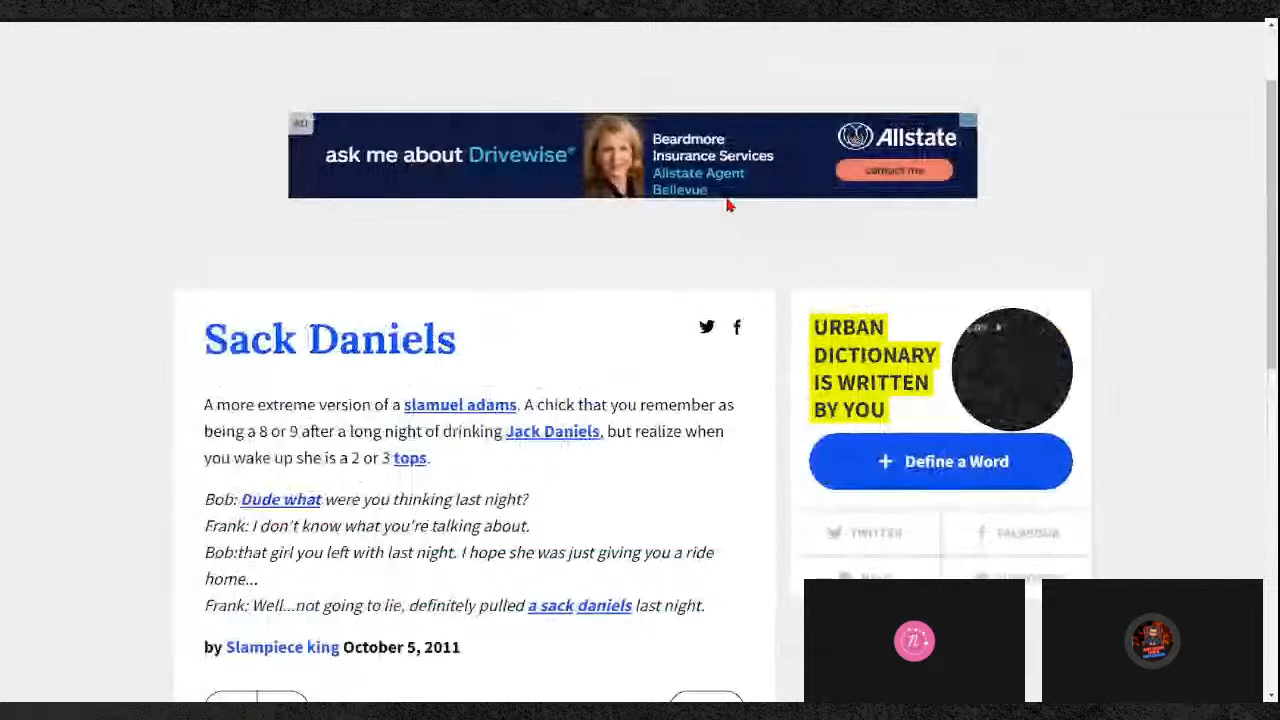 AD
ask me about Drivewise®
Beardmore
Insurance Services
Allstate Agent
Bellevue
Allstate
contact me
Sack Daniels
A more extreme version of a slamuel adams. A chick that you remember as
being a 8 or 9 after a long night of drinking Jack Daniels, but realize when
you wake up she is a 2 or 3 tops.
Bob: Dude what were you thinking last night?
Frank: I don't know what you're talking about.
Bob:that girl you left with last night. I hope she was just giving you a ride
home...
Frank: Well...not going to lie, definitely pulled a sack daniels last night.
by Slampiece king October 5, 2011
URBAN
DICTIONARY
IS WRITTEN
BY YOU
+ Define a Word
TWITTER
FACEBOOK
n